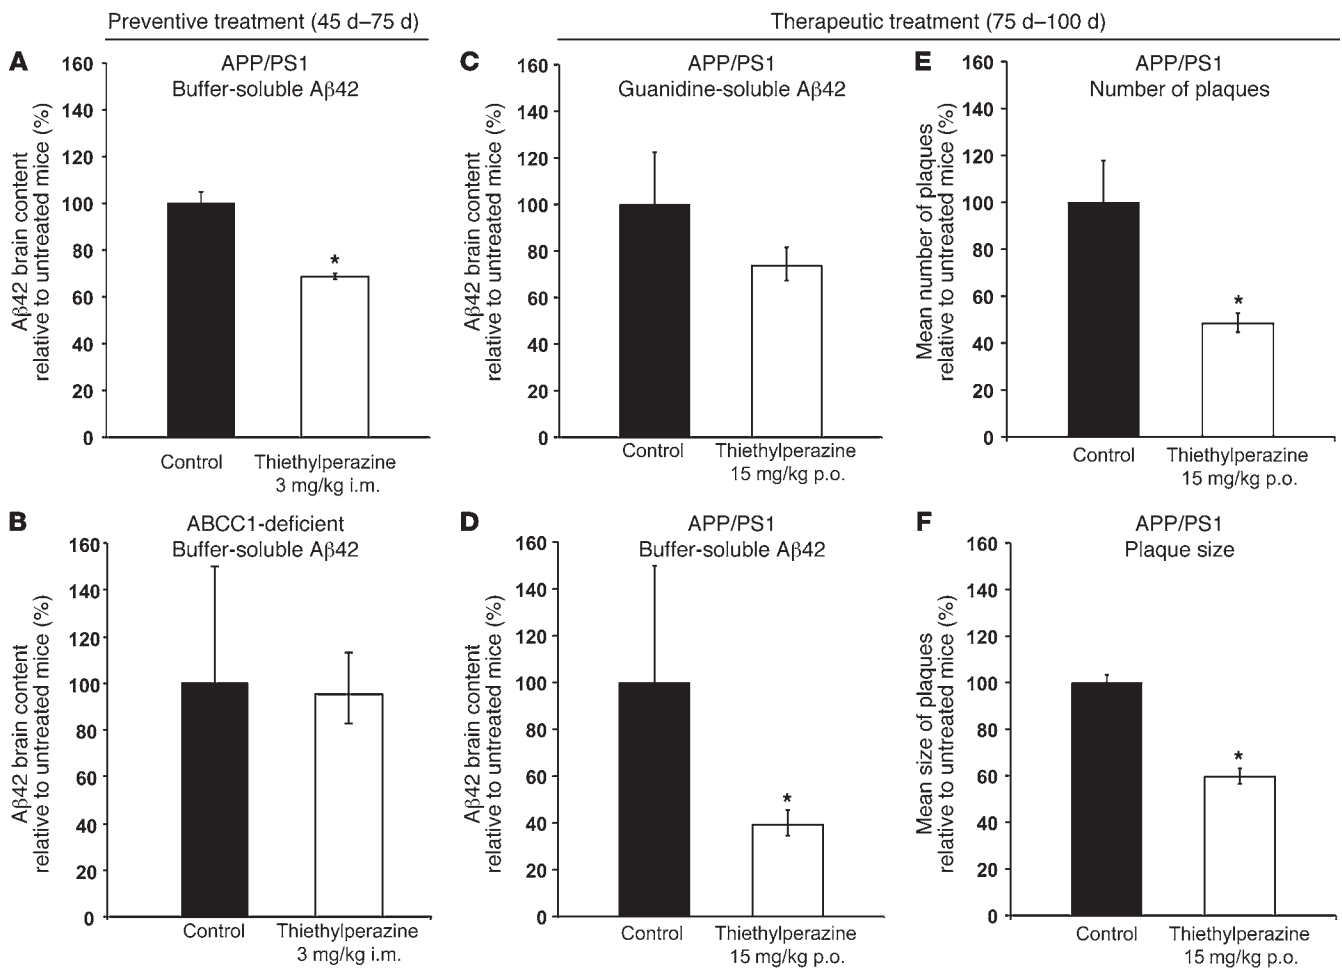 Preventive treatment (45 d–75 d)
Therapeutic treatment (75 d–100 d)
A
APP/PS1
Buffer-soluble Aβ42
Aβ42 brain content
relative to untreated mice (%)
160
140
120
100
80
60
40
20
0
*
Control
Thiethylperazine
3 mg/kg i.m.
C
APP/PS1
Guanidine-soluble Aβ42
Aβ42 brain content
relative to untreated mice (%)
160
140
120
100
80
60
40
20
0
Control
Thiethylperazine
15 mg/kg p.o.
E
APP/PS1
Number of plaques
Mean number of plaques
relative to untreated mice (%)
160
140
120
100
80
60
40
20
0
*
Control
Thiethylperazine
15 mg/kg p.o.
B
ABCC1-deficient
Buffer-soluble Aβ42
Aβ42 brain content
relative to untreated mice (%)
160
140
120
100
80
60
40
20
0
Control
Thiethylperazine
3 mg/kg i.m.
D
APP/PS1
Buffer-soluble Aβ42
Aβ42 brain content
relative to untreated mice (%)
160
140
120
100
80
60
40
20
0
*
Control
Thiethylperazine
15 mg/kg p.o.
F
APP/PS1
Plaque size
Mean size of plaques
relative to untreated mice (%)
160
140
120
100
80
60
40
20
0
*
Control
Thiethylperazine
15 mg/kg p.o.